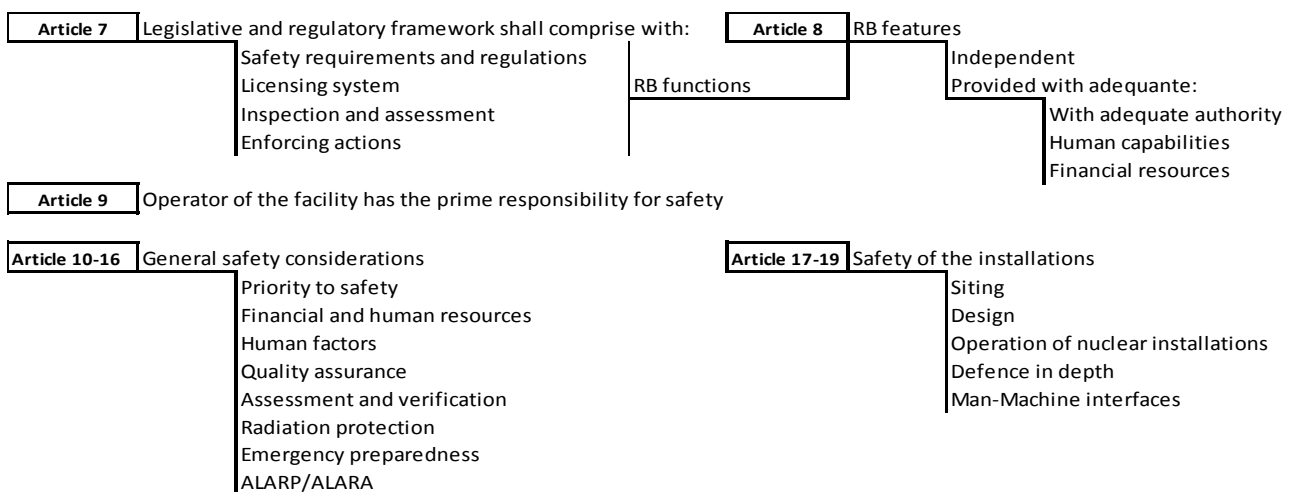 Article 7 Legislative and regulatory framework shall comprise with:
Safety requirements and regulations
Licensing system
Inspection and assessment
Enforcing actions
RB functions
Article 8 RB features
Independent
Provided with adequante:
With adequate authority
Human capabilities
Financial resources
Article 9 Operator of the facility has the prime responsibility for safety
Article 10-16 General safety considerations
Priority to safety
Financial and human resources
Human factors
Quality assurance
Assessment and verification
Radiation protection
Emergency preparedness
ALARP/ALARA
Article 17-19 Safety of the installations
Siting
Design
Operation of nuclear installations
Defence in depth
Man-Machine interfaces